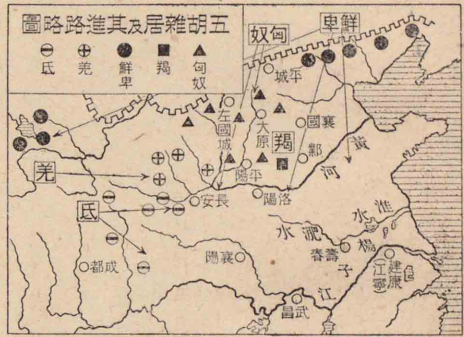 五胡雜居及其進路略圖
匈奴
羯
鮮卑
羌
氐
匈奴
鮮卑
平城
左國城
大原
羯
襄國
鄴
平陽
黃河
羌
氐
長安
洛陽
成都
襄陽
淝水
淮水
壽春
楊子江
建康
(江寧)
武昌